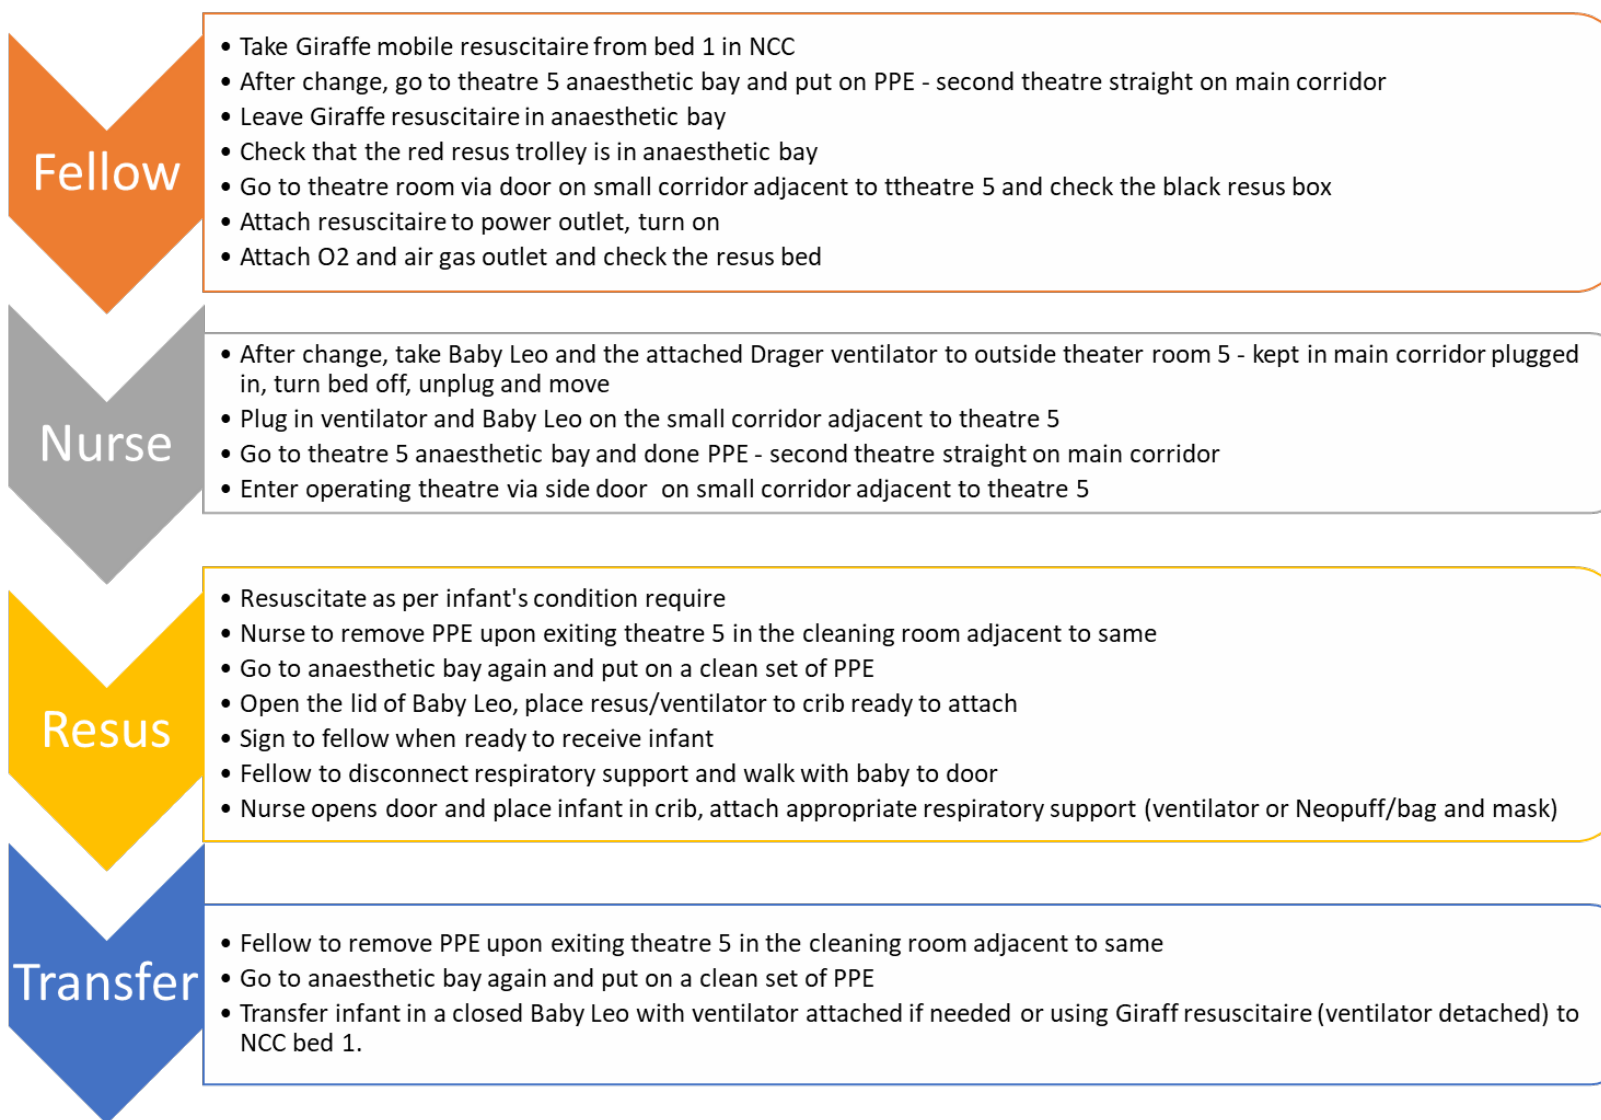 Fellow
• Take Giraffe mobile resuscitaire from bed 1 in NCC
• After change, go to theatre 5 anaesthetic bay and put on PPE - second theatre straight on main corridor
• Leave Giraffe resuscitaire in anaesthetic bay
• Check that the red resus trolley is in anaesthetic bay
• Go to theatre room via door on small corridor adjacent to ttheatre 5 and check the black resus box
• Attach resuscitaire to power outlet, turn on
• Attach O2 and air gas outlet and check the resus bed
Nurse
• After change, take Baby Leo and the attached Drager ventilator to outside theater room 5 - kept in main corridor plugged
in, turn bed off, unplug and move
• Plug in ventilator and Baby Leo on the small corridor adjacent to theatre 5
• Go to theatre 5 anaesthetic bay and done PPE - second theatre straight on main corridor
• Enter operating theatre via side door on small corridor adjacent to theatre 5
Resus
• Resuscitate as per infant's condition require
• Nurse to remove PPE upon exiting theatre 5 in the cleaning room adjacent to same
• Go to anaesthetic bay again and put on a clean set of PPE
• Open the lid of Baby Leo, place resus/ventilator to crib ready to attach
• Sign to fellow when ready to receive infant
• Fellow to disconnect respiratory support and walk with baby to door
• Nurse opens door and place infant in crib, attach appropriate respiratory support (ventilator or Neopuff/bag and mask)
Transfer
• Fellow to remove PPE upon exiting theatre 5 in the cleaning room adjacent to same
• Go to anaesthetic bay again and put on a clean set of PPE
• Transfer infant in a closed Baby Leo with ventilator attached if needed or using Giraff resuscitaire (ventilator detached) to
NCC bed 1.